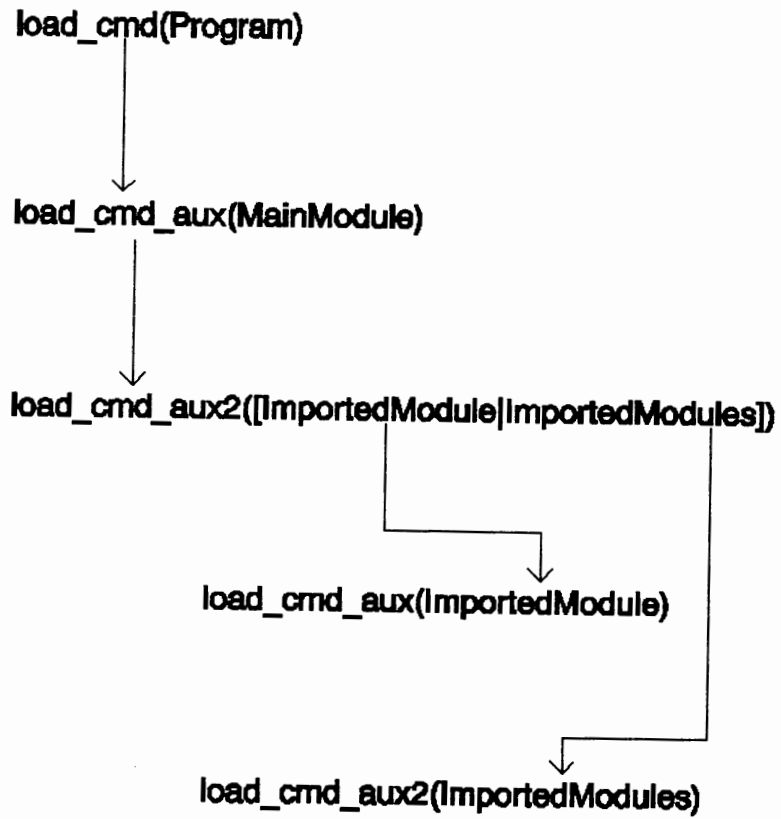 load_cmd(Program)
load_cmd_aux(MainModule)
load_cmd_aux2([ImportedModule|ImportedModules])
load_cmd_aux(ImportedModule)
load_cmd_aux2(ImportedModules)